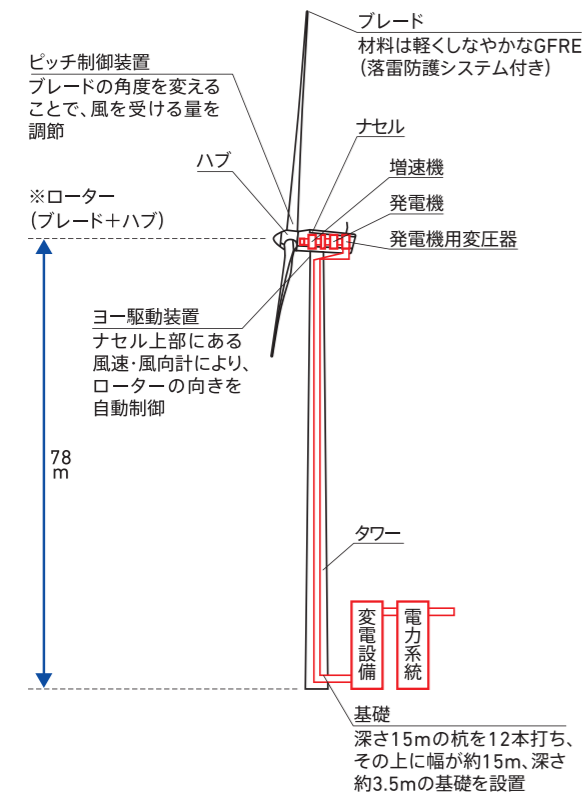 ブレード
材料は軽くしなやかなGFRE
(落雷防護システム付き)
ピッチ制御装置
ブレードの角度を変える
ことで、風を受ける量を
調節
ナセル
ハブ
増速機
発電機
※ローター
(ブレード＋ハブ)
発電機用変圧器
ヨー駆動装置
ナセル上部にある
風速・風向計により、
ローターの向きを
自動制御
78
m
タワー
変電設備
電力系統
基礎
深さ15mの杭を12本打ち、
その上に幅が約15m、深さ
約3.5mの基礎を設置